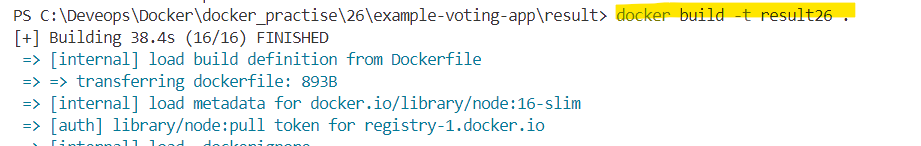 PS C:\Deveops\Docker\docker_practise\26\example-voting-app\result> docker build -t result26 .
[+] Building 38.4s (16/16) FINISHED
=> [internal] load build definition from Dockerfile
=> => transferring dockerfile: 893B
=> [internal] load metadata for docker.io/library/node:16-slim
=> [auth] library/node:pull token for registry-1.docker.io
=> [internal] load .dockerignore